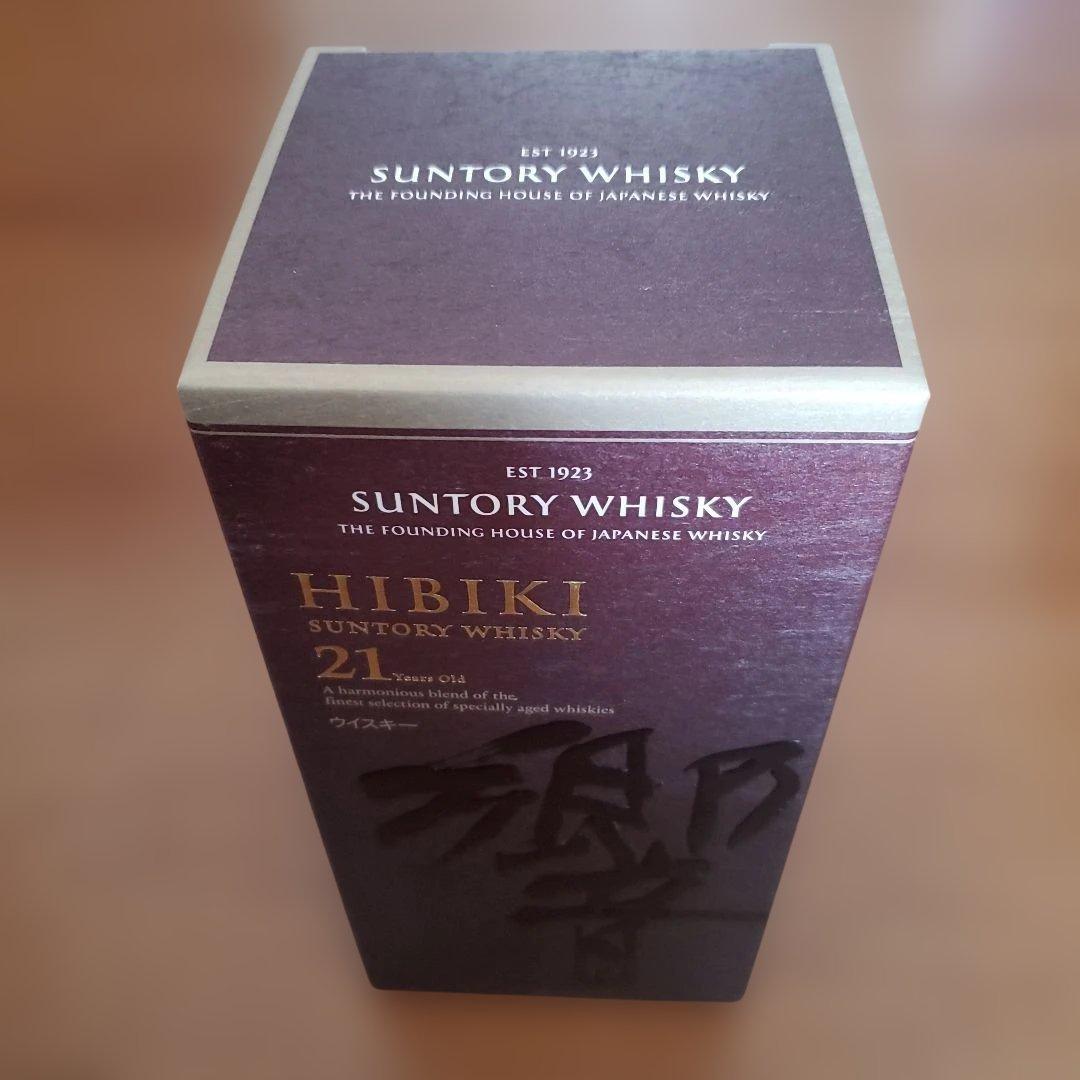 EST 1923
SUNTORY WHISKY
THE FOUNDING HOUSE OF JAPANESE WHISKY
EST 1923
SUNTORY WHISKY
THE FOUNDING HOUSE OF JAPANESE WHISKY
HIBIKI
SUNTORY WHISKY
21 Years Old
A harmonious blend of the
finest selection of specially aged whiskies
ウイスキー
響